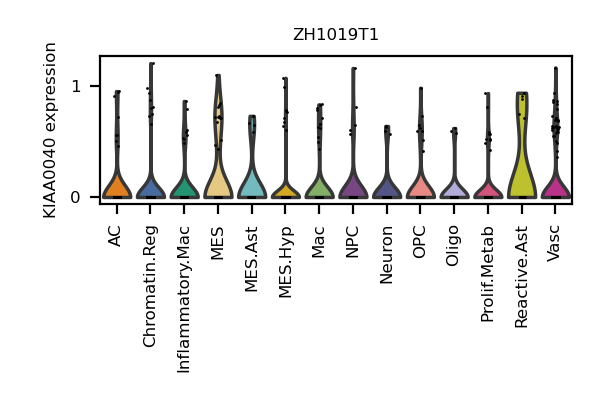 ZH1019T1
KIAA0040 expression
1
0
AC
Chromatin.Reg
Inflammatory.Mac
MES
MES.Ast
MES.Hyp
Mac
NPC
Neuron
OPC
Oligo
Prolif.Metab
Reactive.Ast
Vasc